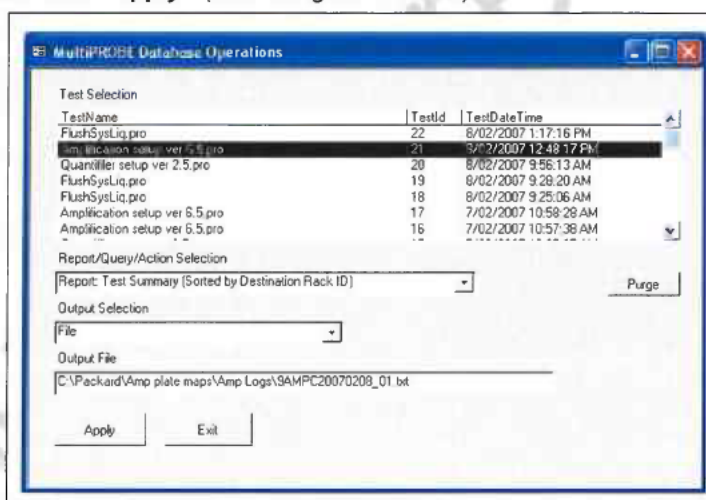 Apply
MultiPROBE Database Operations
Test Selection
TestName TestId TestDateTime
FlushSysLiq.pro 22 8/02/2007 1:17:16 PM
Amplification setup ver 6.5.pro 21 8/02/2007 12:48:17 PM
Quantifiler setup ver 2.5.pro 20 8/02/2007 9:56:13 AM
FlushSysLiq.pro 19 8/02/2007 9:28:20 AM
FlushSysLiq.pro 18 8/02/2007 9:25:06 AM
Amplification setup ver 6.5.pro 17 7/02/2007 10:58:28 AM
Amplification setup ver 6.5.pro 16 7/02/2007 10:57:38 AM
Report/Query/Action Selection
Report: Test Summary (Sorted by Destination Rack ID)
Purge
Output Selection
File
Output File
C:\Packard\Amp plate maps\Amp Logs\9AMPC20070208_01.txt
Apply Exit